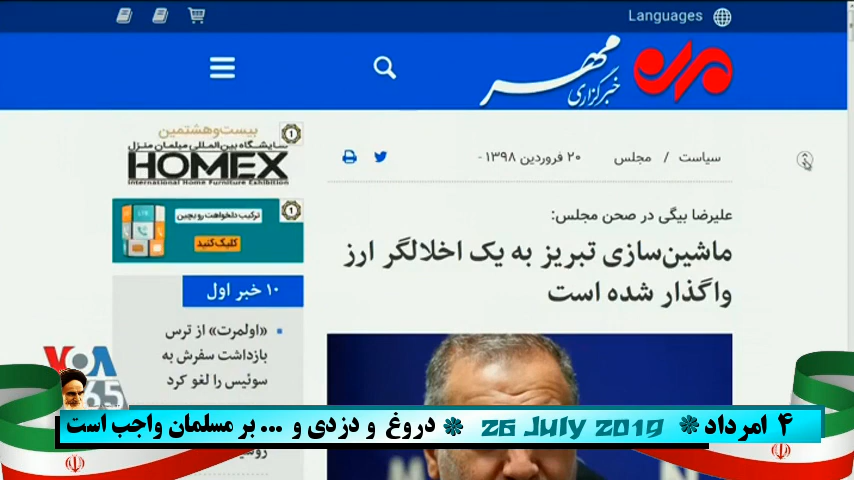 Languages
خبرگزاری مهر
سیاست / مجلس
۲۰ فروردین ۱۳۹۸ -
علیرضا بیگی در صحن مجلس:
ماشین‌سازی تبریز به یک اخلالگر ارز
واگذار شده است
بیست‌وهشتمین
نمایشگاه بین‌المللی مبلمان منزل
HOMEX
International Home Furniture Exhibition
ترکیب دلخواهت رو بچین
کلیک کنید
۱۰ خبر اول
«اولمرت» از ترس
بازداشت سفرش به
سوئیس را لغو کرد
VOA
365
۴ امرداد ❋ 26 July 2019 ❋ دروغ و دزدی و ... بر مسلمان واجب است